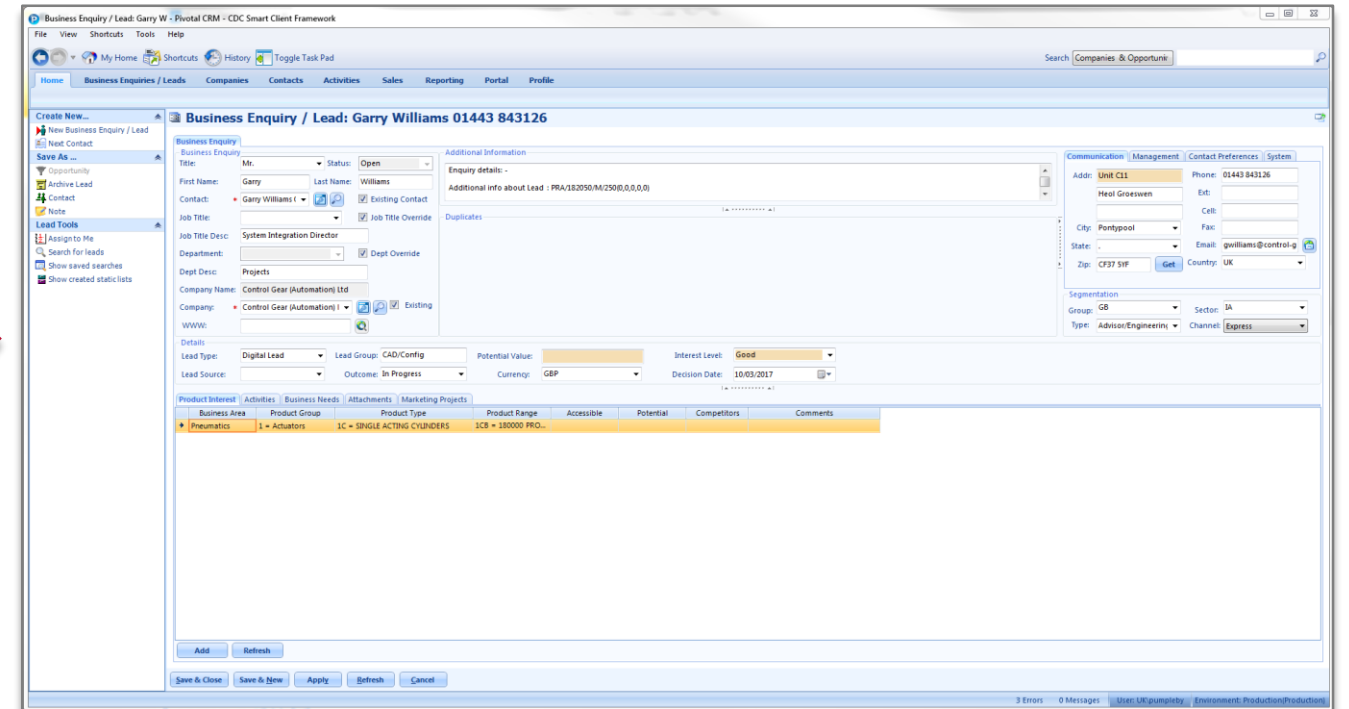 Business Enquiry / Lead: Garry W - Pivotal CRM - CDC Smart Client Framework
File View Shortcuts Tools Help
My Home Shortcuts History Toggle Task Pad Search Companies & Opportuni
Home Business Enquiries / Leads Companies Contacts Activities Sales Reporting Portal Profile
Create New...
New Business Enquiry / Lead
Next Contact
Save As ...
Opportunity
Archive Lead
Contact
Note
Lead Tools
Assign to Me
Search for leads
Show saved searches
Show created static lists
Business Enquiry / Lead: Garry Williams 01443 843126
Business Enquiry
Business Enquiry
Title: Mr. Status: Open
First Name: Garry Last Name: Williams
Contact: * Garry Williams ( Existing Contact
Job Title: Job Title Override
Job Title Desc: System Integration Director
Department: Dept Override
Dept Desc: Projects
Company Name: Control Gear (Automation) Ltd
Company: * Control Gear (Automation) l Existing
WWW:
Additional Information
Enquiry details: -
Additional info about Lead : PRA/182050/M/250(0,0,0,0,0)
Duplicates
Communication Management Contact Preferences System
Addr: Unit C11 Phone: 01443 843126
Heol Groeswen Ext:
Cell:
City: Pontypool Fax:
State: . Email: gwilliams@control-g
Zip: CF37 5YF Get Country: UK
Segmentation
Group: GB Sector: IA
Type: Advisor/Engineering Channel: Express
Details
Lead Type: Digital Lead Lead Group: CAD/Config Potential Value: Interest Level: Good
Lead Source: Outcome: In Progress Currency: GBP Decision Date: 10/03/2017
Product Interest Activities Business Needs Attachments Marketing Projects
Business Area Product Group Product Type Product Range Accessible Potential Competitors Comments
Pneumatics 1 = Actuators 1C = SINGLE ACTING CYLINDERS 1CB = 180000 PRO...
Add Refresh
Save & Close Save & New Apply Refresh Cancel
3 Errors 0 Messages User: UK\pumpleby Environment: Production(Production)